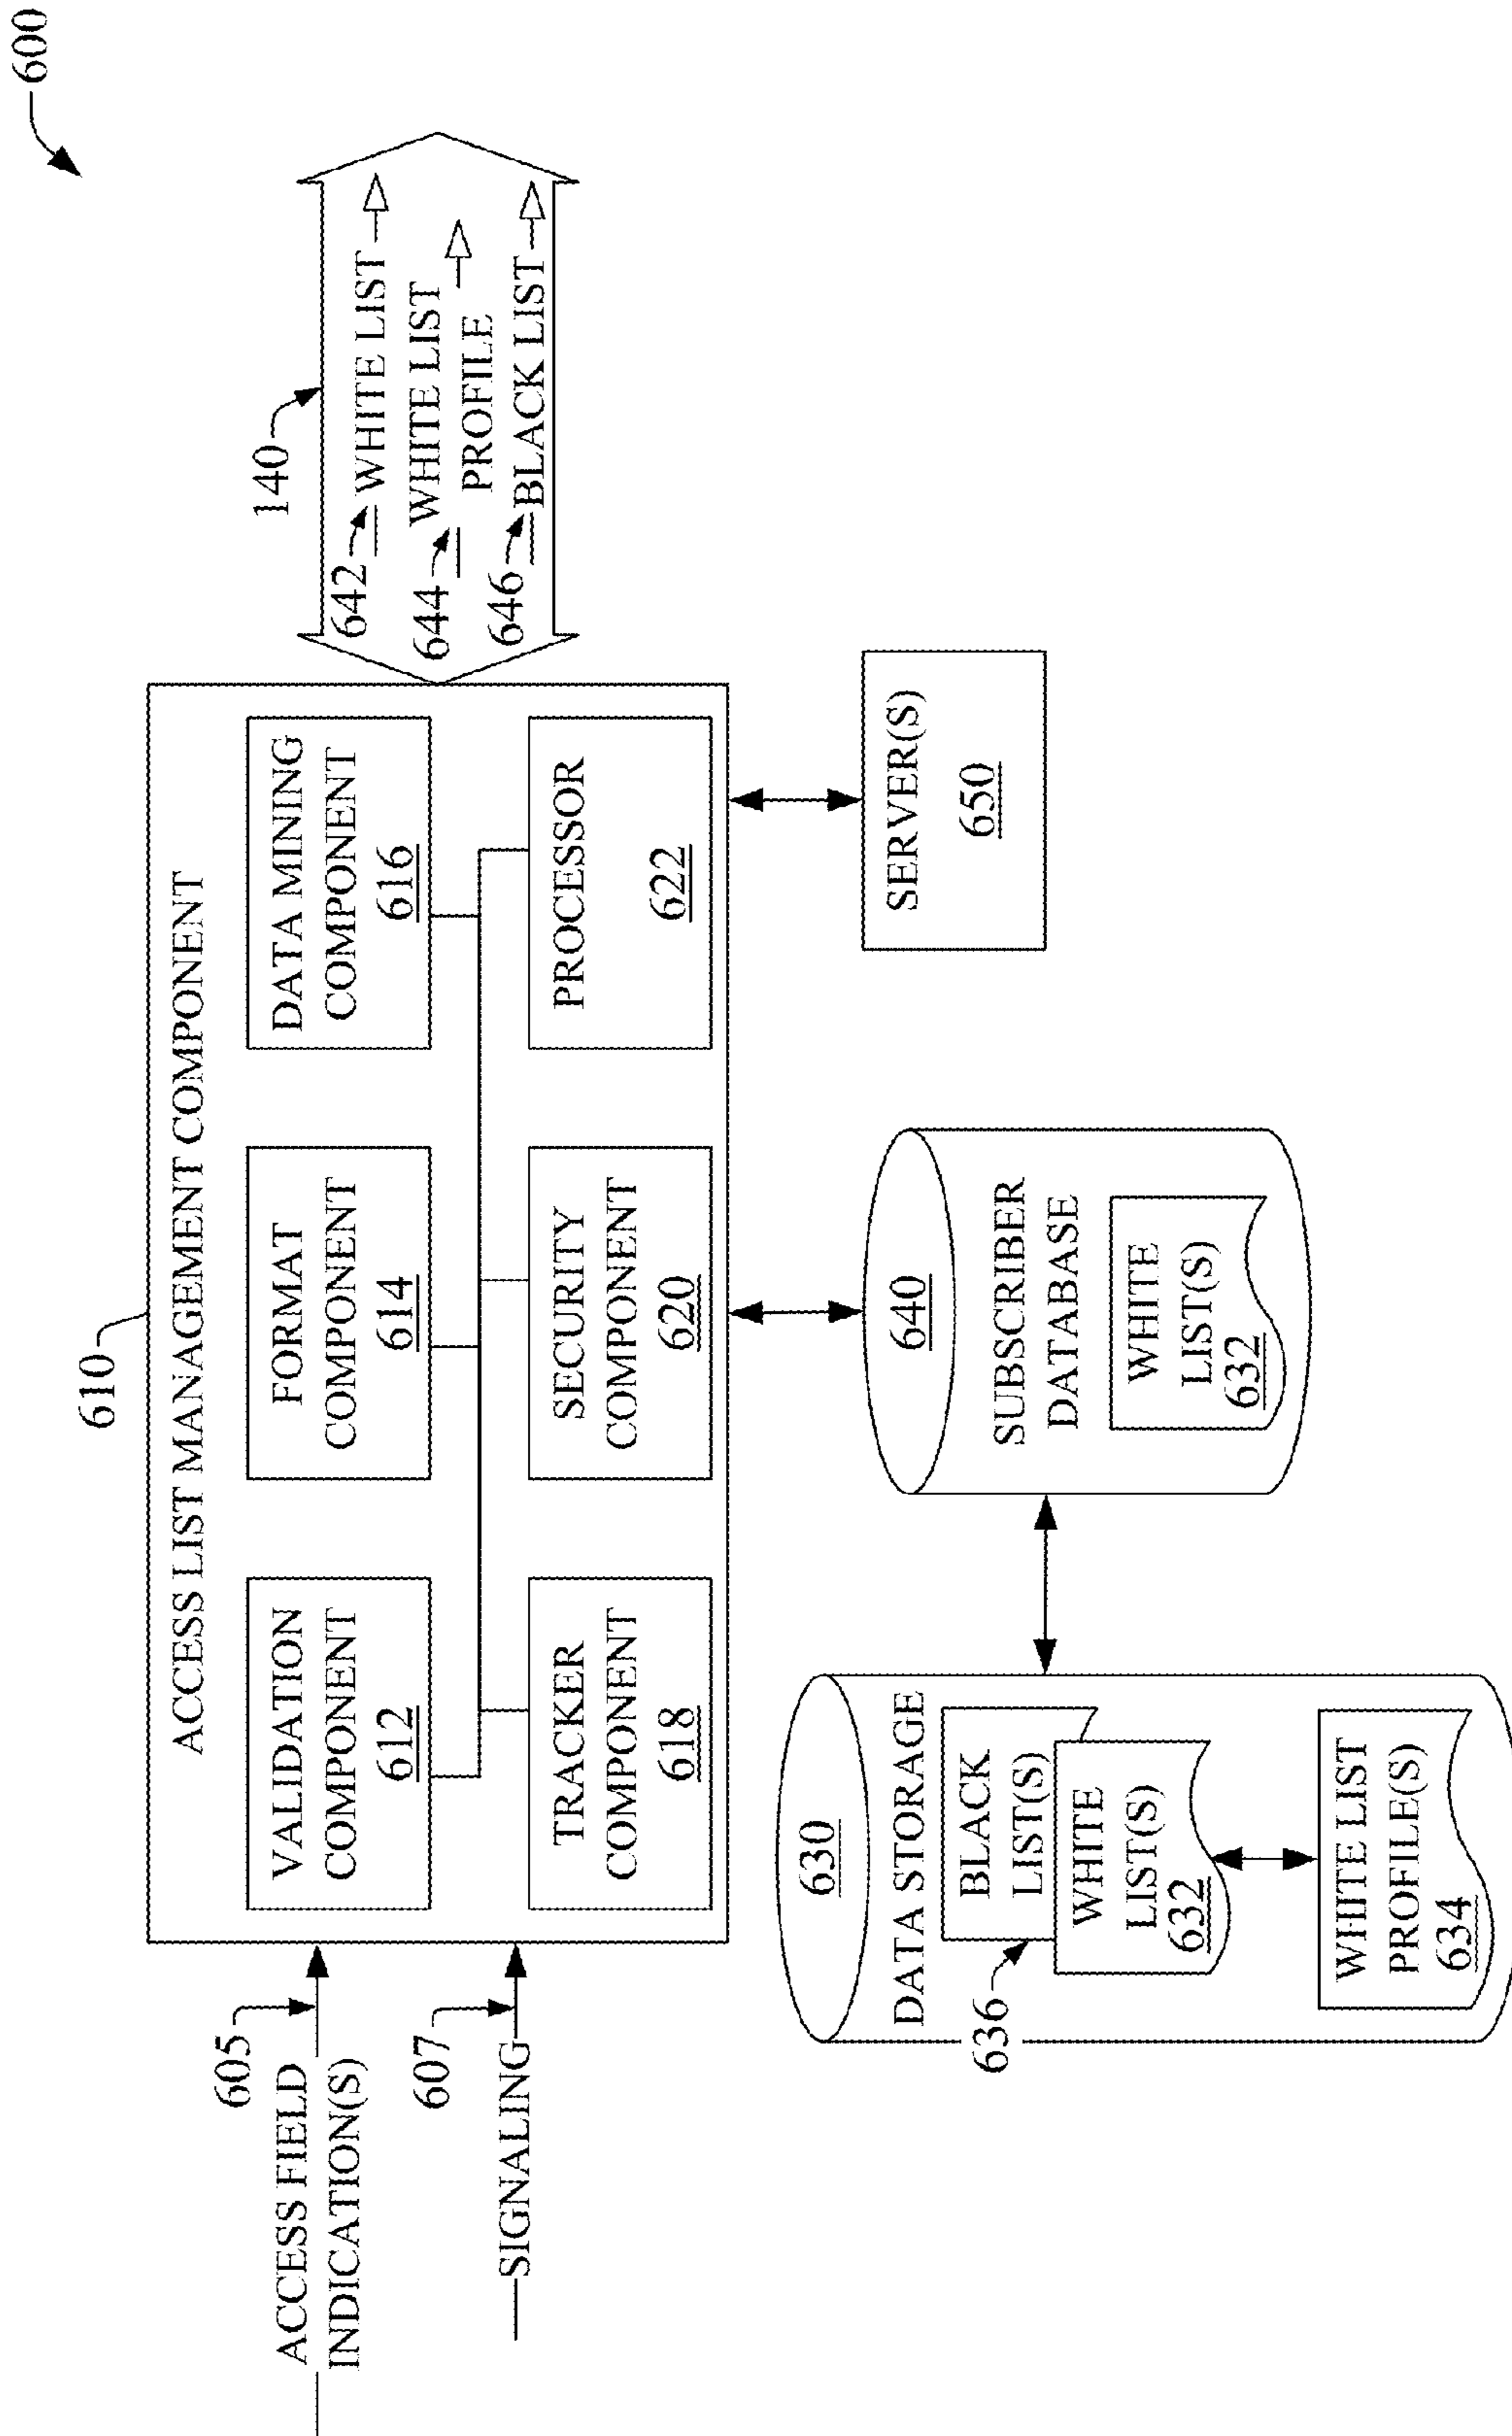 600
610
140
ACCESS LIST MANAGEMENT COMPONENT
605
ACCESS FIELD
INDICATION(S)
607
SIGNALING
VALIDATION
COMPONENT
612
FORMAT
COMPONENT
614
DATA MINING
COMPONENT
616
TRACKER
COMPONENT
618
SECURITY
COMPONENT
620
PROCESSOR
622
642
WHITE LIST
644
WHITE LIST
PROFILE
646
BLACK LIST
630
DATA STORAGE
636
BLACK
LIST(S)
WHITE
LIST(S)
632
WHITE LIST
PROFILE(S)
634
640
SUBSCRIBER
DATABASE
WHITE
LIST(S)
632
SERVER(S)
650